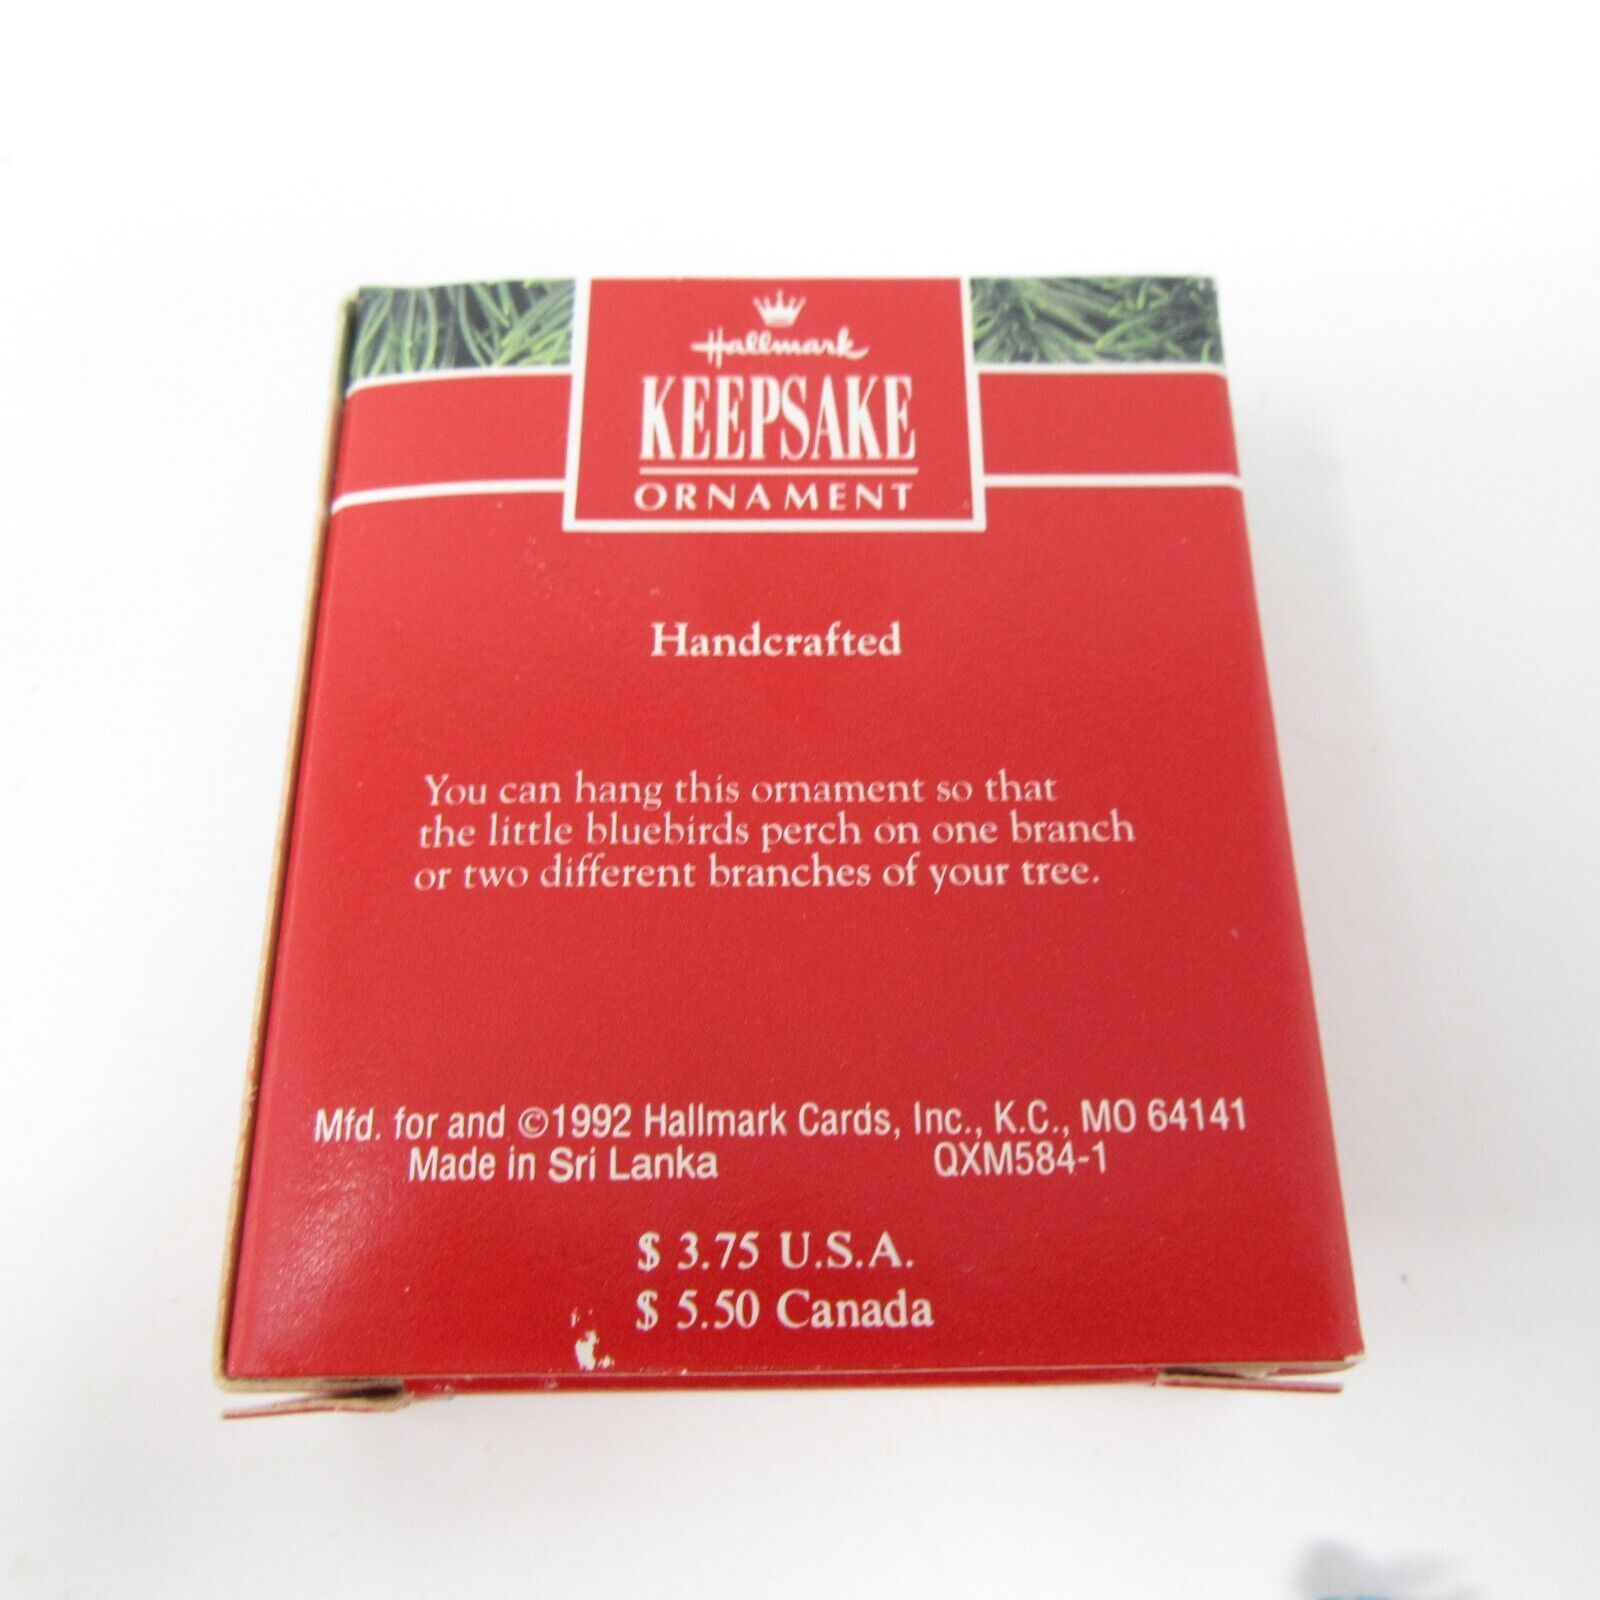 Hallmark
KEEPSAKE
ORNAMENT
Handcrafted
You can hang this ornament so that
the little bluebirds perch on one branch
or two different branches of your tree.
Mfd. for and ©1992 Hallmark Cards, Inc., K.C., MO 64141
Made in Sri Lanka QXM584-1
$ 3.75 U.S.A.
$ 5.50 Canada